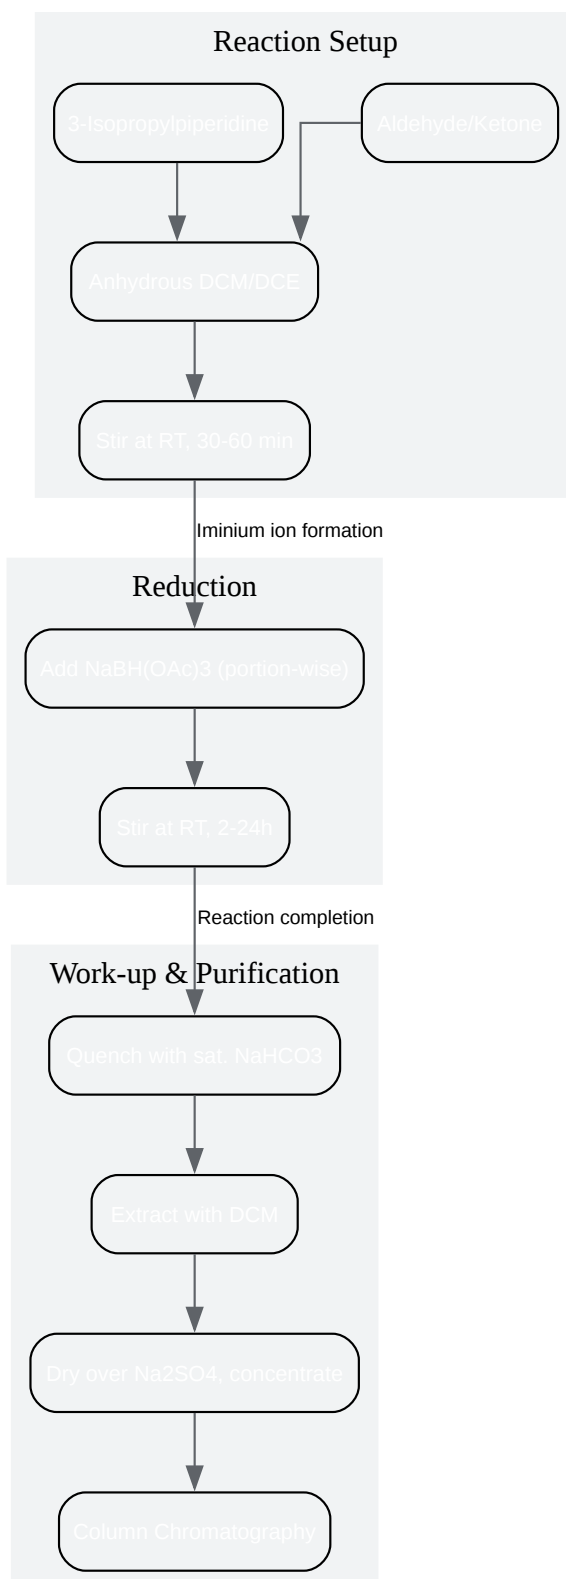 Reaction Setup
3-Isopropylpiperidine
Aldehyde/Ketone
Anhydrous DCM/DCE
Stir at RT, 30-60 min
Iminium ion formation
Reduction
Add NaBH(OAc)3 (portion-wise)
Stir at RT, 2-24h
Reaction completion
Work-up & Purification
Quench with sat. NaHCO3
Extract with DCM
Dry over Na2SO4, concentrate
Column Chromatography